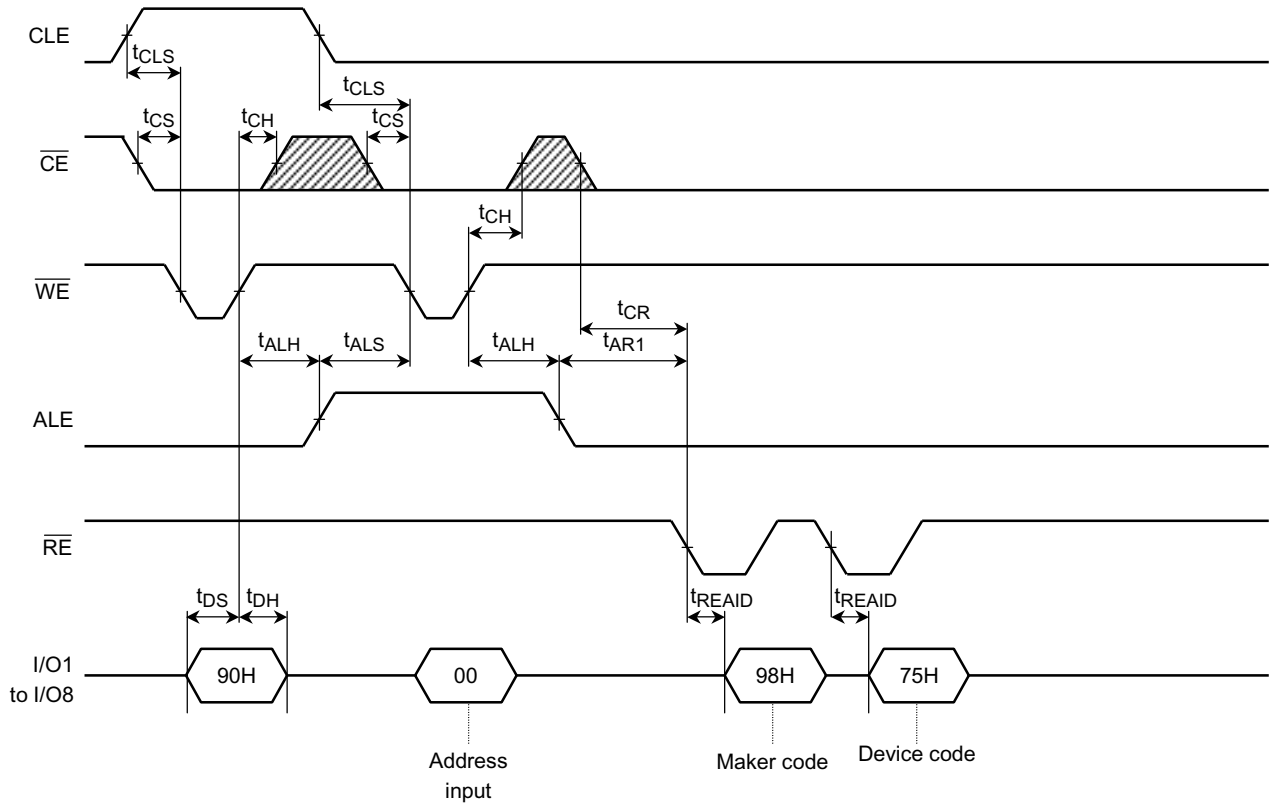 CLE
tCLS
tCLS
tCS
tCH
tCS
CE
tCH
WE
tCR
tALH
tALS
tALH
tAR1
ALE
RE
tDS
tDH
tREAID
tREAID
I/O1
to I/O8
90H
00
98H
75H
Address
input
Maker code
Device code